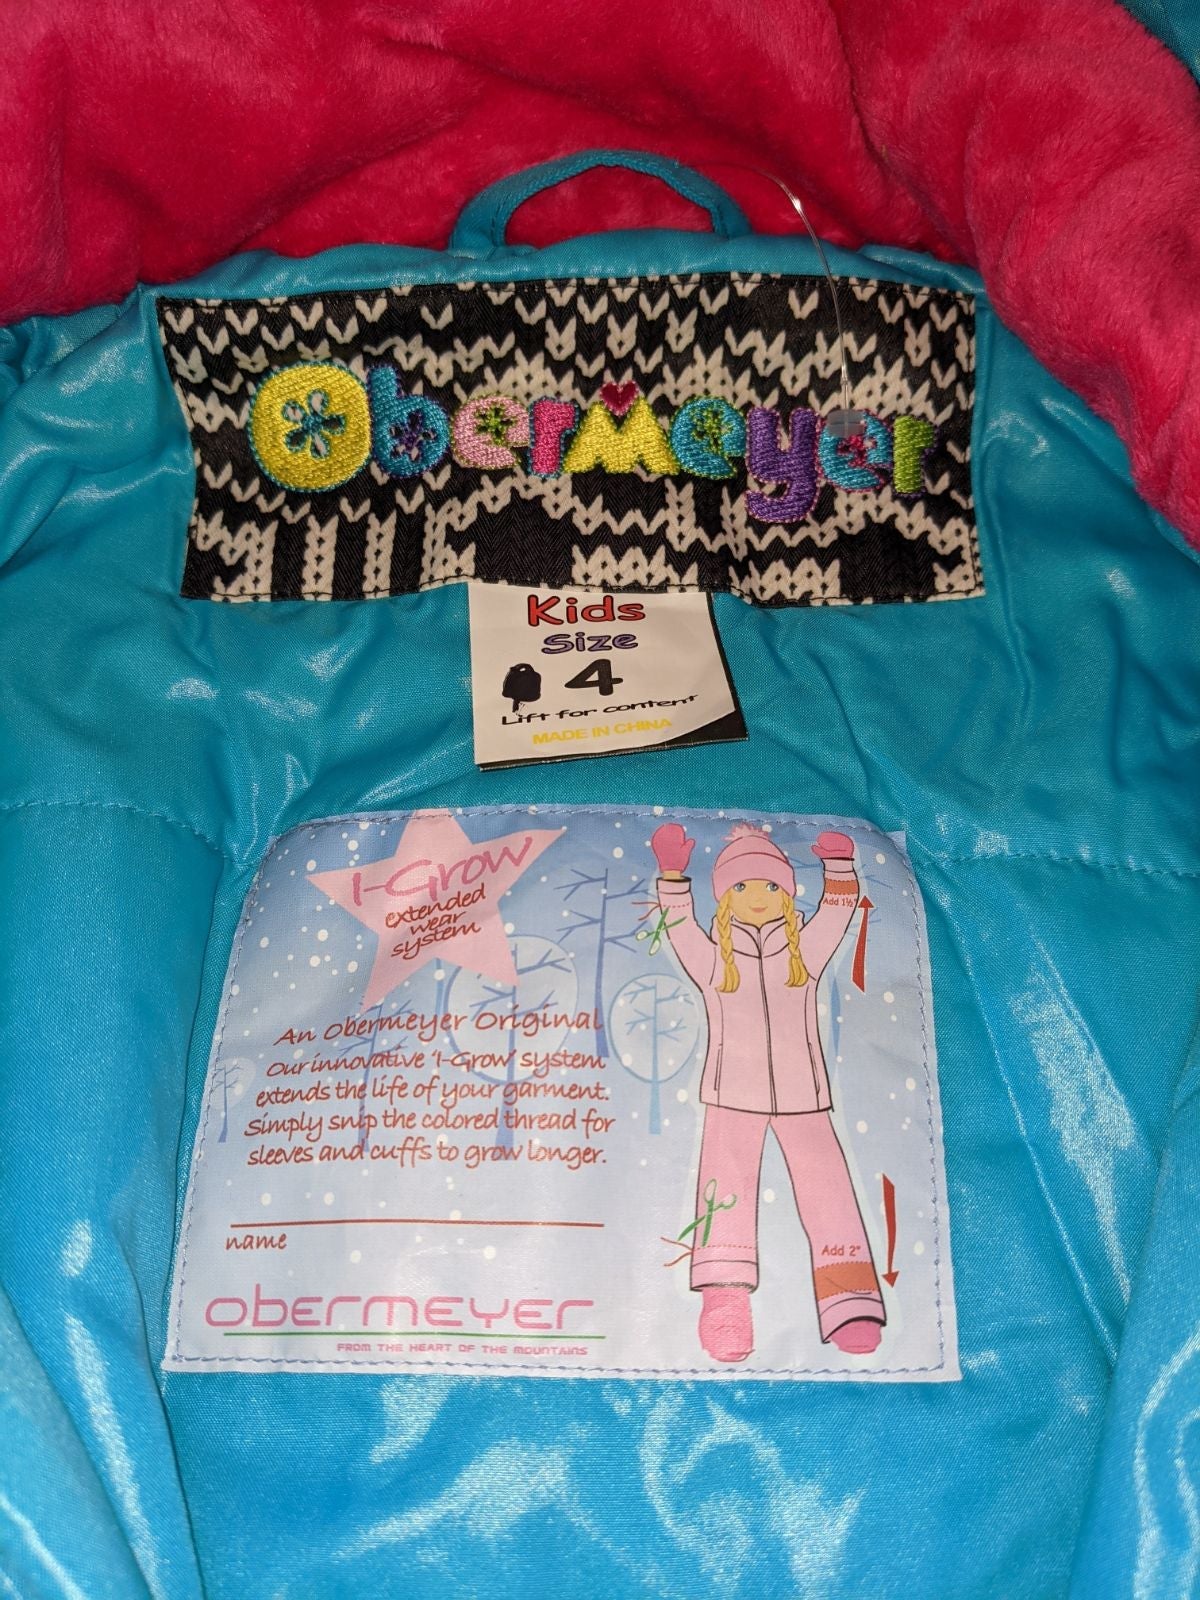 Obermeyer
Kids
Size
4
Lift for content
MADE IN CHINA
I-Grow
extended
wear
system
Add 1½
An Obermeyer Original
Our innovative 'I-Grow' system
extends the life of your garment.
Simply snip the colored thread for
sleeves and cuffs to grow longer.
name
Add 2"
OBERMEYER
FROM THE HEART OF THE MOUNTAINS